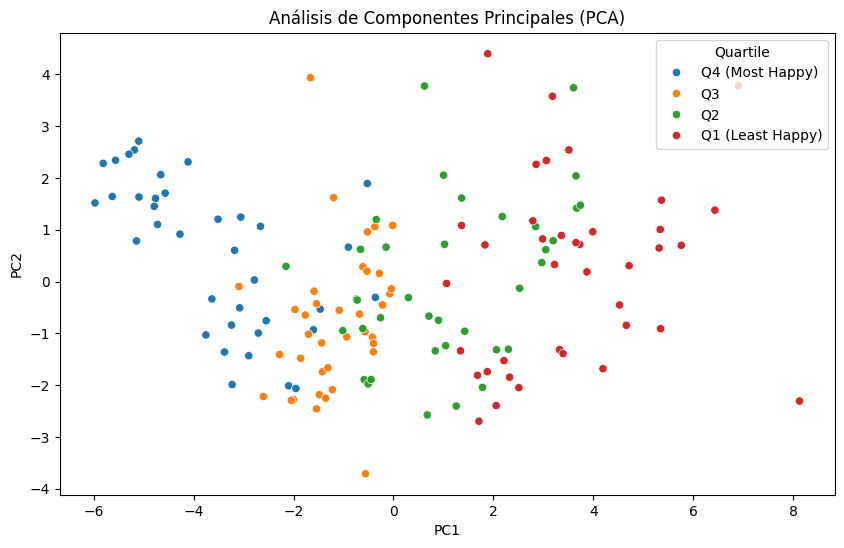 Análisis de Componentes Principales (PCA)
Quartile
Q4 (Most Happy)
Q3
Q2
Q1 (Least Happy)
4
3
2
1
0
−1
−2
−3
−4
PC2
−6
−4
−2
0
2
4
6
8
PC1